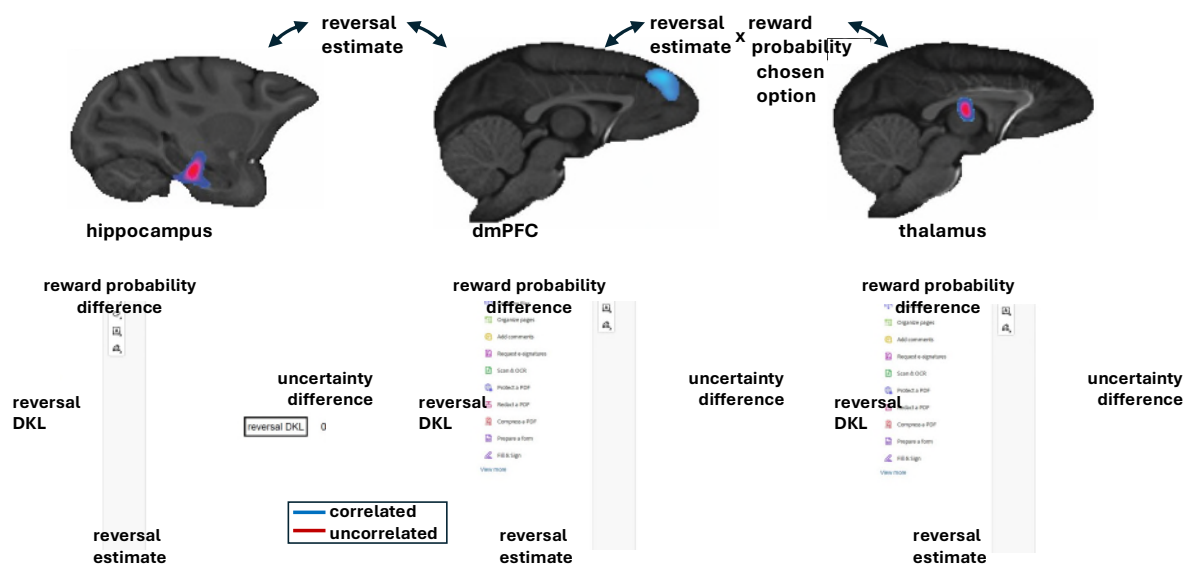 reversal
estimate
reversal
estimate
x
reward
probability
chosen
option
hippocampus
dmPFC
thalamus
reward probability
difference
reward probability
difference
reward probability
difference
Organize pages
Add comments
Request e-signatures
Scan & OCR
Protect a PDF
Redact a PDF
Compress a PDF
Prepare a form
Fill & Sign
View more
Organize pages
Add comments
Request e-signatures
Scan & OCR
Protect a PDF
Redact a PDF
Compress a PDF
Prepare a form
Fill & Sign
View more
uncertainty
difference
uncertainty
difference
uncertainty
difference
reversal
DKL
reversal
DKL
reversal
DKL
reversal DKL 0
correlated
uncorrelated
reversal
estimate
reversal
estimate
reversal
estimate